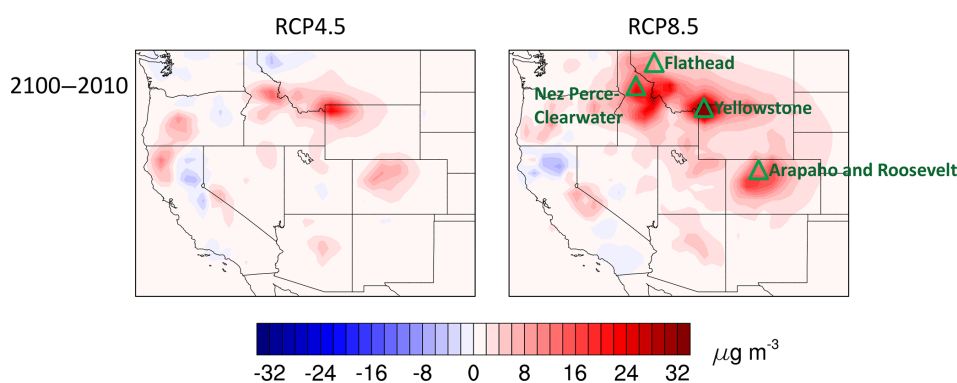 RCP4.5
RCP8.5
2100–2010
Flathead
Nez Perce-
Clearwater
Yellowstone
Arapaho and Roosevelt
-32 -24 -16 -8 0 8 16 24 32
μg m⁻³